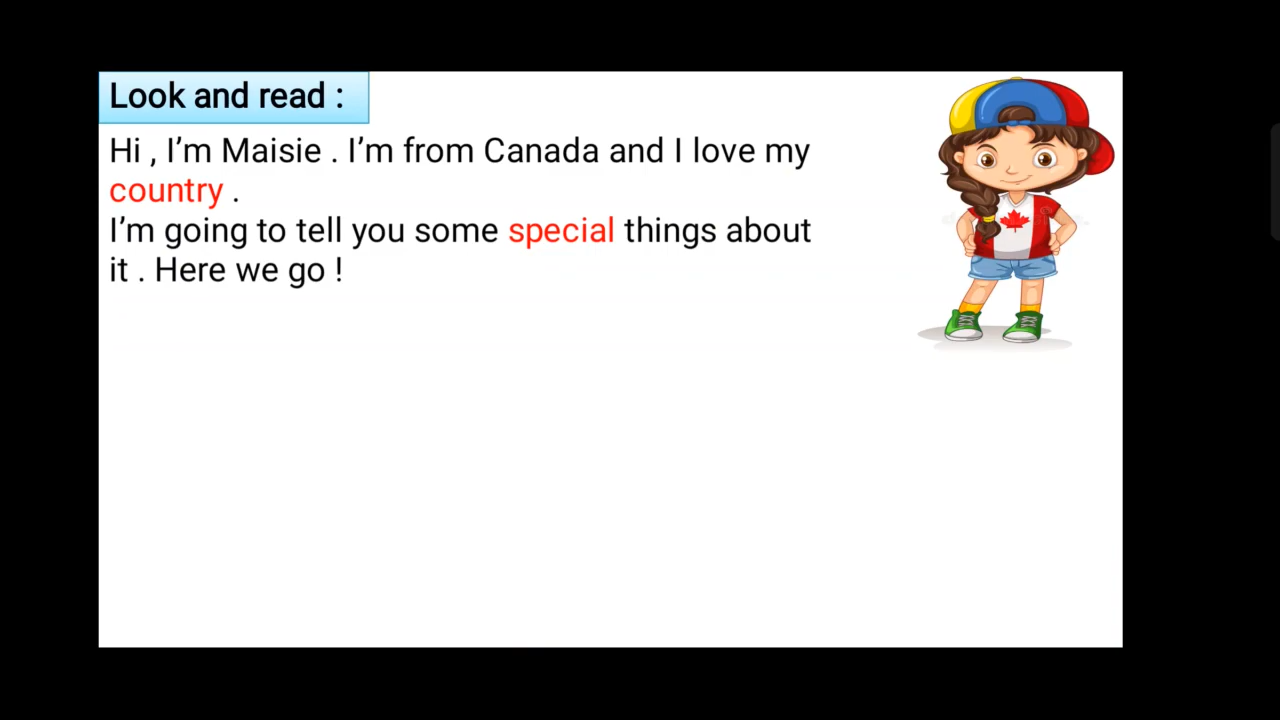 Look and read :
Hi , I’m Maisie . I’m from Canada and I love my
country .
I’m going to tell you some special things about
it . Here we go !